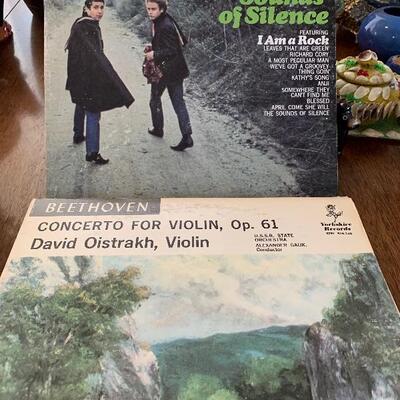 Sounds
of Silence
FEATURING
I Am a Rock
LEAVES THAT ARE GREEN
RICHARD CORY
A MOST PECULIAR MAN
WE'VE GOT A GROOVEY
THING GOIN'
KATHY'S SONG
ANJI
SOMEWHERE THEY
CAN'T FIND ME
BLESSED
APRIL COME SHE WILL
THE SOUNDS OF SILENCE
BEETHOVEN
CONCERTO FOR VIOLIN, Op. 61
David Oistrakh, Violin
U.S.S.R. STATE
ORCHESTRA
ALEXANDER GAUK,
Conductor
Yorkshire
Records